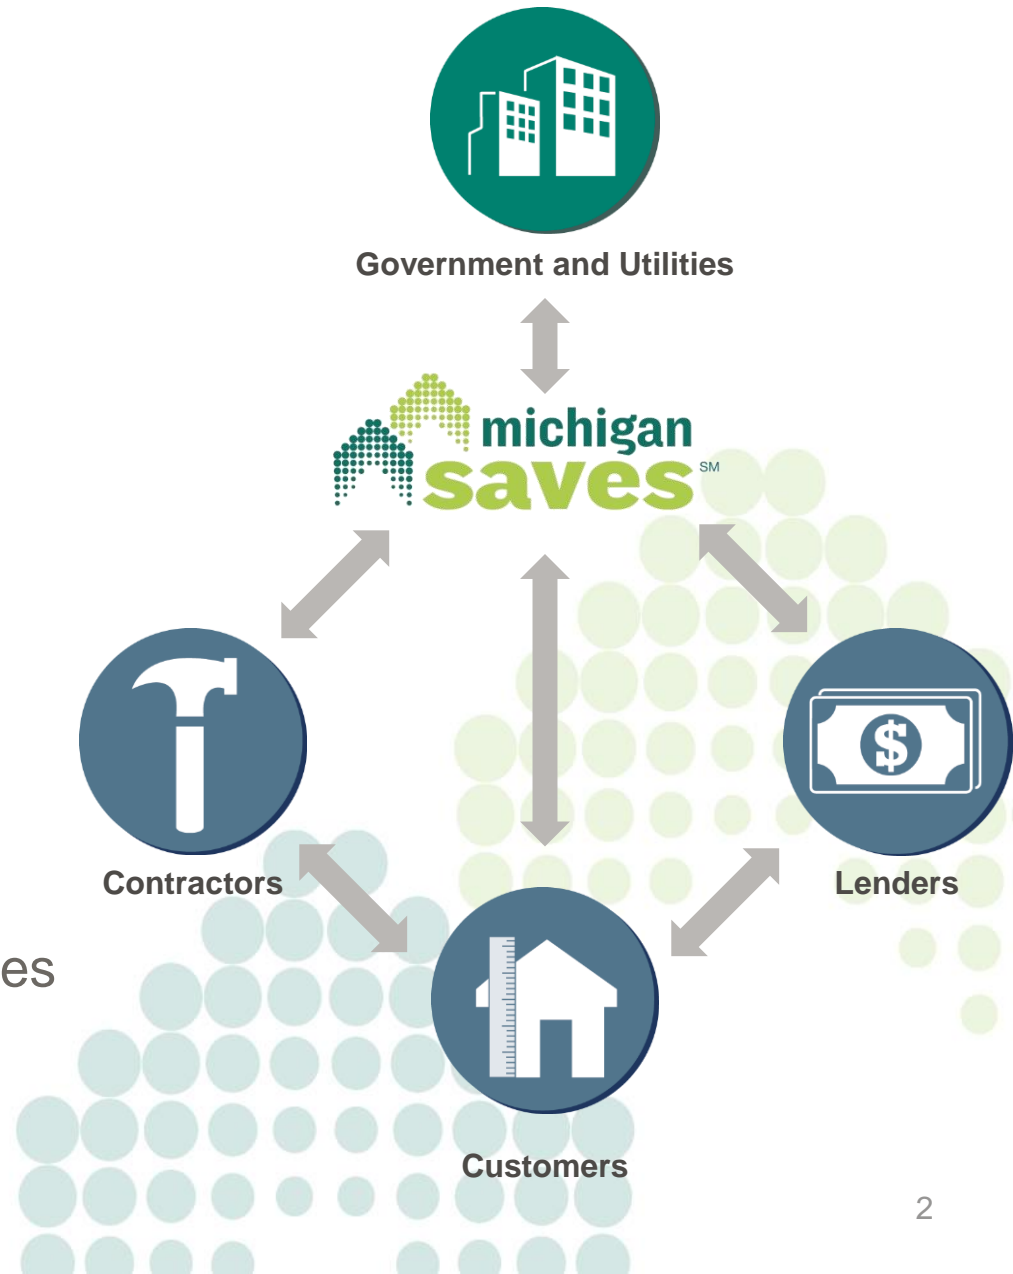 Government and Utilities
michigan
saves SM
$
Contractors
Lenders
es
Customers
2